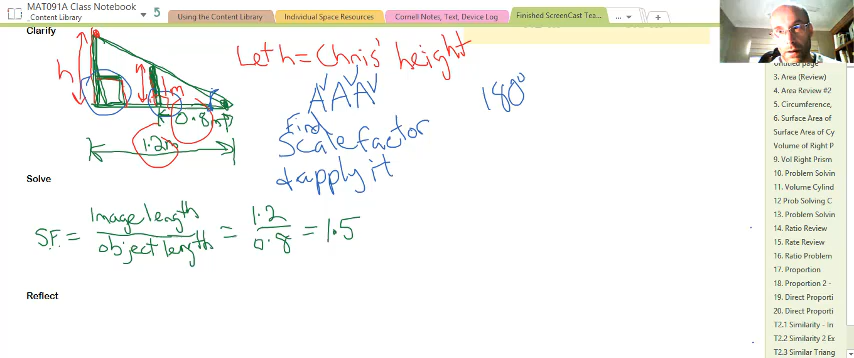 MAT091A Class Notebook
Using the Content Library
Individual Space Resources
Cornell Notes, Text, Device Log
Finished ScreenCast Tea...
...
+
Clarify
h
1m
0.8m
1.2m
Let h = Chris' height
AAA
Find
Scale factor
+ apply it
180°
Solve
S.F. = Image length / object length = 1.2 / 0.8 = 1.5
Reflect
Untitled page
3. Area (Review)
4. Area Review #2
5. Circumference,
6. Surface Area of
Surface Area of Cy
Volume of Right P
9. Vol Right Prism
10. Problem Solvin
11. Volume Cylind
12 Prob Solving C
13. Problem Solvin
14. Ratio Review
15. Rate Review
16. Ratio Problem
17. Proportion
18. Proportion 2 -
19. Direct Proporti
20. Direct Proporti
T2.1 Similarity - In
T2.2 Similarity 2 Ex
T2.3 Similar Triang